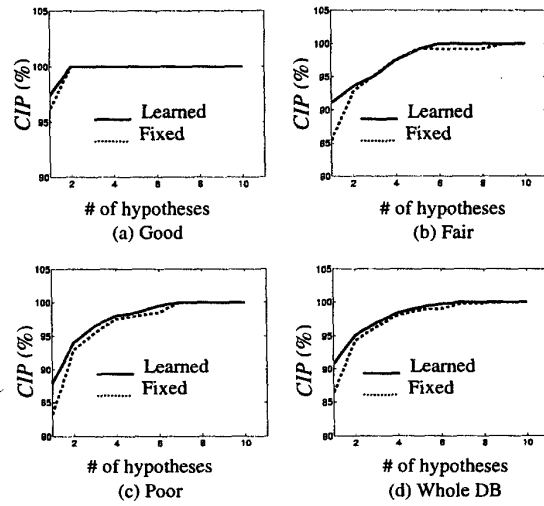 105
100
95
90
CIP (%)
Learned
Fixed
2 4 6 8 10
# of hypotheses
(a) Good
105
100
95
90
85
80
CIP (%)
Learned
Fixed
2 4 6 8 10
# of hypotheses
(b) Fair
105
100
95
90
85
80
CIP (%)
Learned
Fixed
2 4 6 8 10
# of hypotheses
(c) Poor
105
100
95
90
85
80
CIP (%)
Learned
Fixed
2 4 6 8 10
# of hypotheses
(d) Whole DB